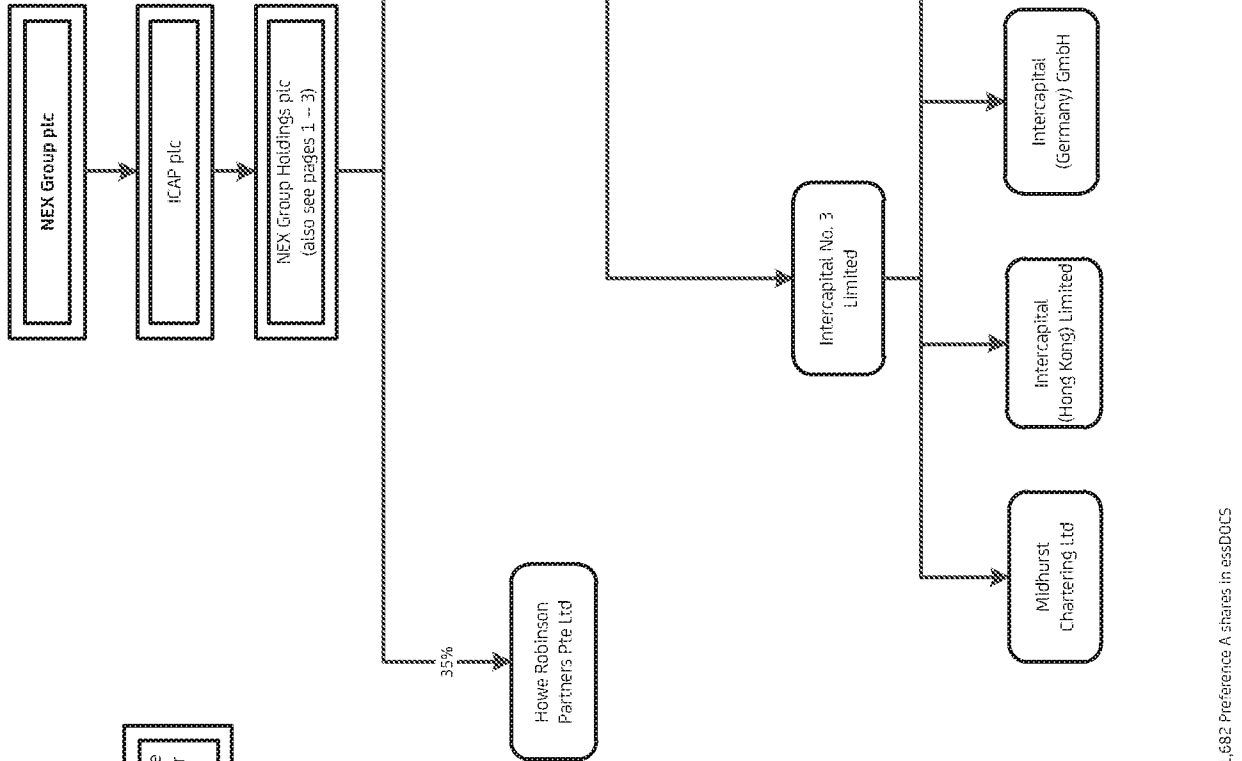 NEX Group plc
ICAP plc
NEX Group Holdings plc
(also see pages 1 -- 3)
35%
Howe Robinson
Partners Pte Ltd
Intercapital No. 3
Limited
Midhurst
Chartering Ltd
Intercapital
(Hong Kong) Limited
Intercapital
(Germany) GmbH
,682 Preference A shares in essDOCS